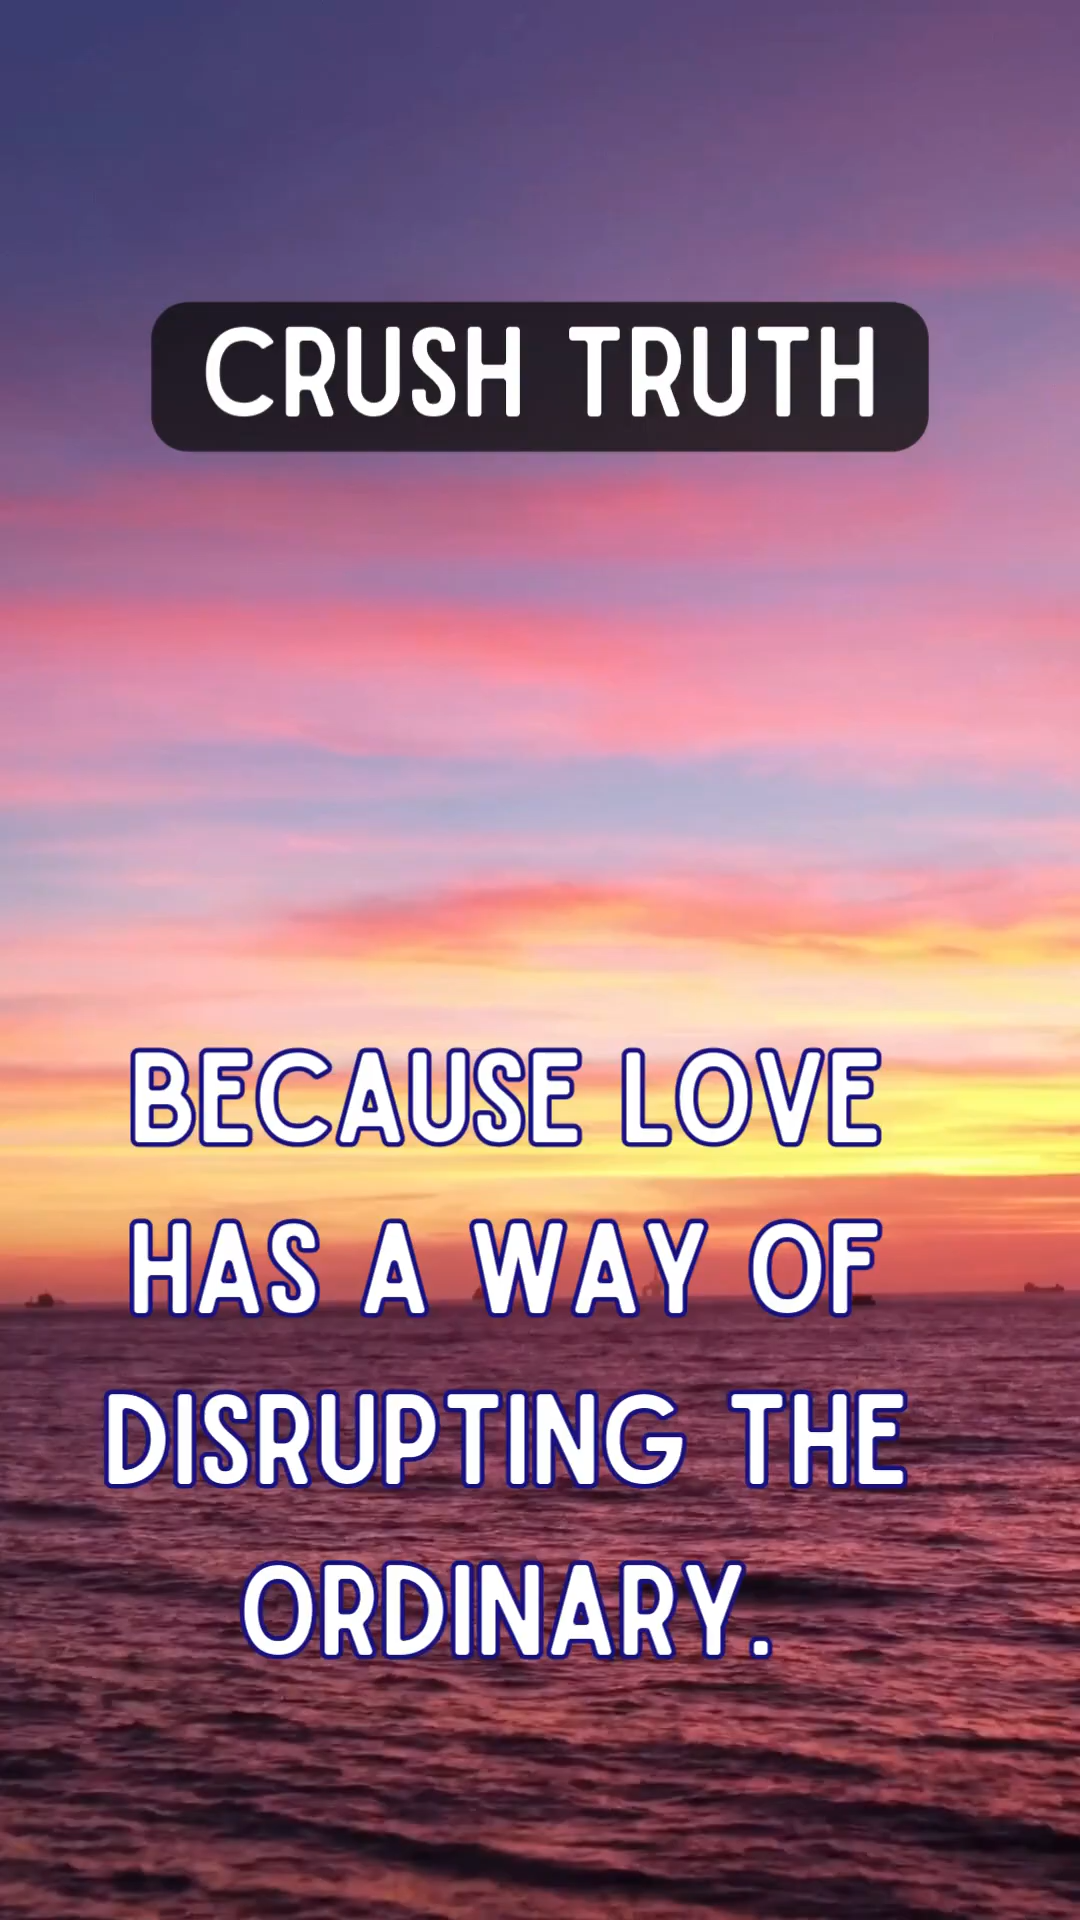 CRUSH TRUTH
BECAUSE LOVE
HAS A WAY OF
DISRUPTING THE
ORDINARY.